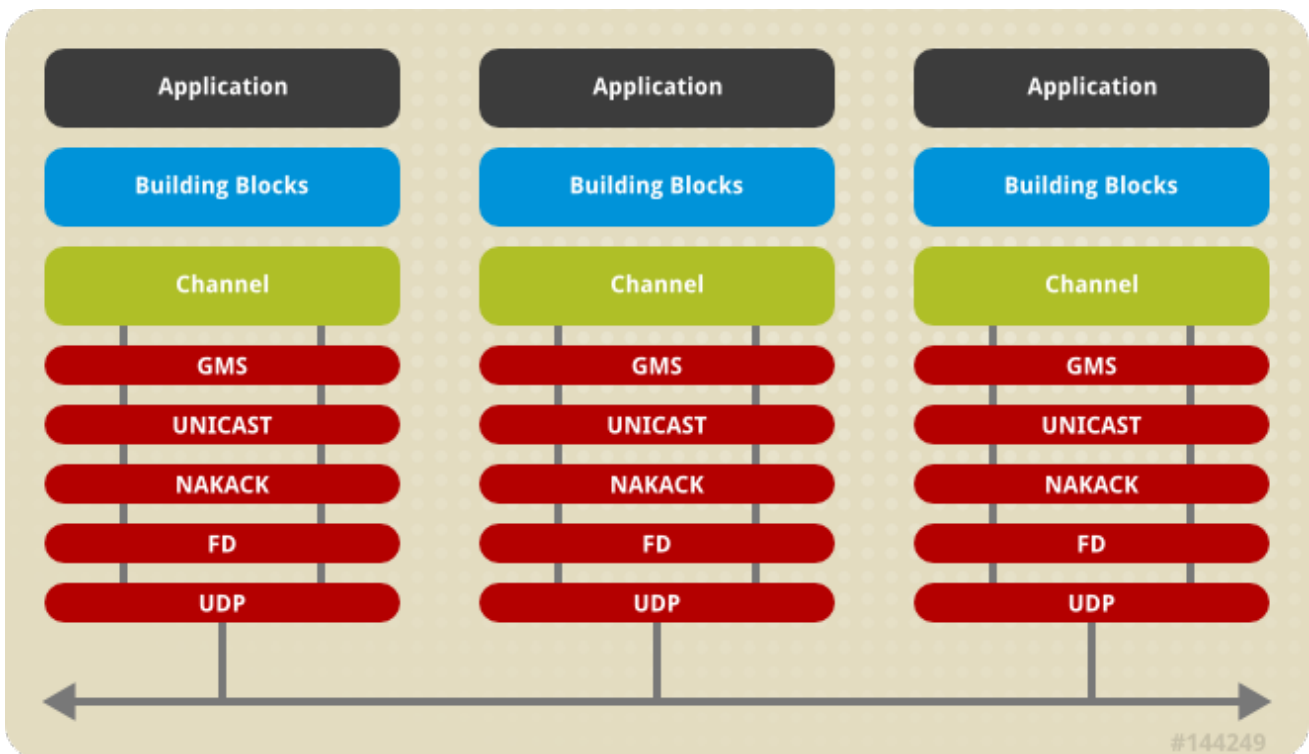 Application Application Application
Building Blocks Building Blocks Building Blocks
Channel Channel Channel
GMS GMS GMS
UNICAST UNICAST UNICAST
NAKACK NAKACK NAKACK
FD FD FD
UDP UDP UDP
#144249